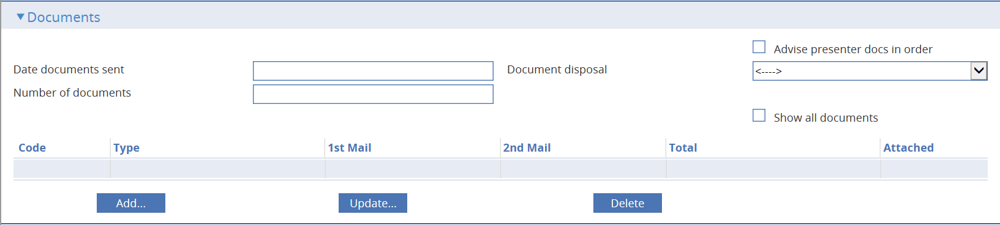 Documents
Advise presenter docs in order
Date documents sent
Document disposal
<---->
Number of documents
Show all documents
Code Type 1st Mail 2nd Mail Total Attached
Add... Update... Delete